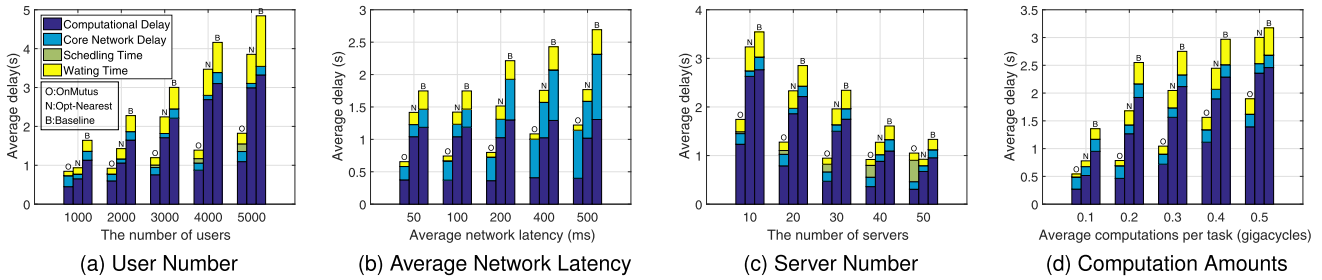 Average delay(s)
5
4
3
2
1
0
Computational Delay
Core Network Delay
Schedling Time
Wating Time
O:OnMutus
N:Opt-Nearest
B:Baseline
O N B O N B O N B O N B O N B
1000 2000 3000 4000 5000
The number of users
(a) User Number
Average delay (s)
3
2.5
2
1.5
1
0.5
0
O N B O N B O N B O N B O N B
50 100 200 400 500
Average network latency (ms)
(b) Average Network Latency
Average delay(s)
4
3
2
1
0
O N B O N B O N B O N B O N B
10 20 30 40 50
The number of servers
(c) Server Number
Average delay (s)
3.5
3
2.5
2
1.5
1
0.5
0
O N B O N B O N B O N B O N B
0.1 0.2 0.3 0.4 0.5
Average computations per task (gigacycles)
(d) Computation Amounts